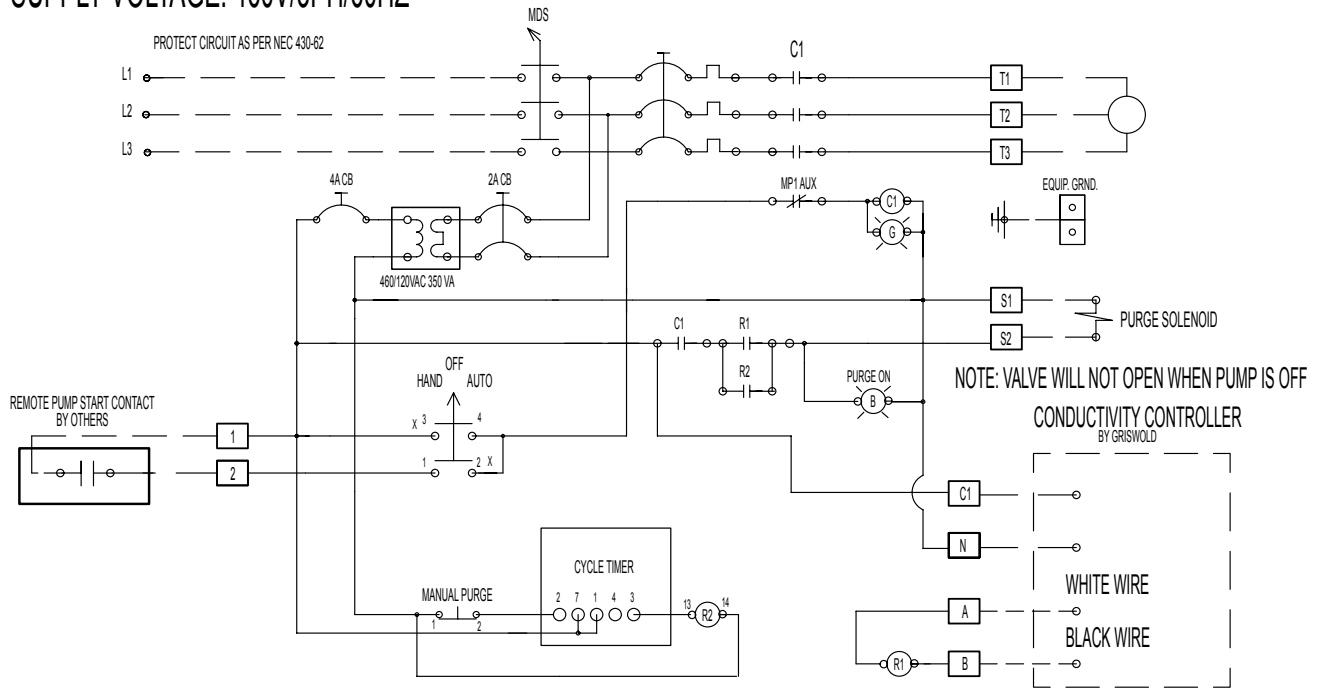 SUPPLY VOLTAGE:
MDS
PROTECT CIRCUIT AS PER NEC 430-62
C1
L1
T1
L2
T2
L3
T3
4A CB
2A CB
MP1 AUX
C1
EQUIP. GRND.
G
460/120VAC 350 VA
S1
PURGE SOLENOID
C1
R1
S2
R2
OFF
HAND
AUTO
PURGE ON
B
NOTE: VALVE WILL NOT OPEN WHEN PUMP IS OFF
REMOTE PUMP START CONTACT
BY OTHERS
CONDUCTIVITY CONTROLLER
BY GRISWOLD
1
X 3
4
2
1
2 X
C1
N
CYCLE TIMER
MANUAL PURGE
2 7 1 4 3
1
2
13
R2
14
WHITE WIRE
A
BLACK WIRE
R1
B